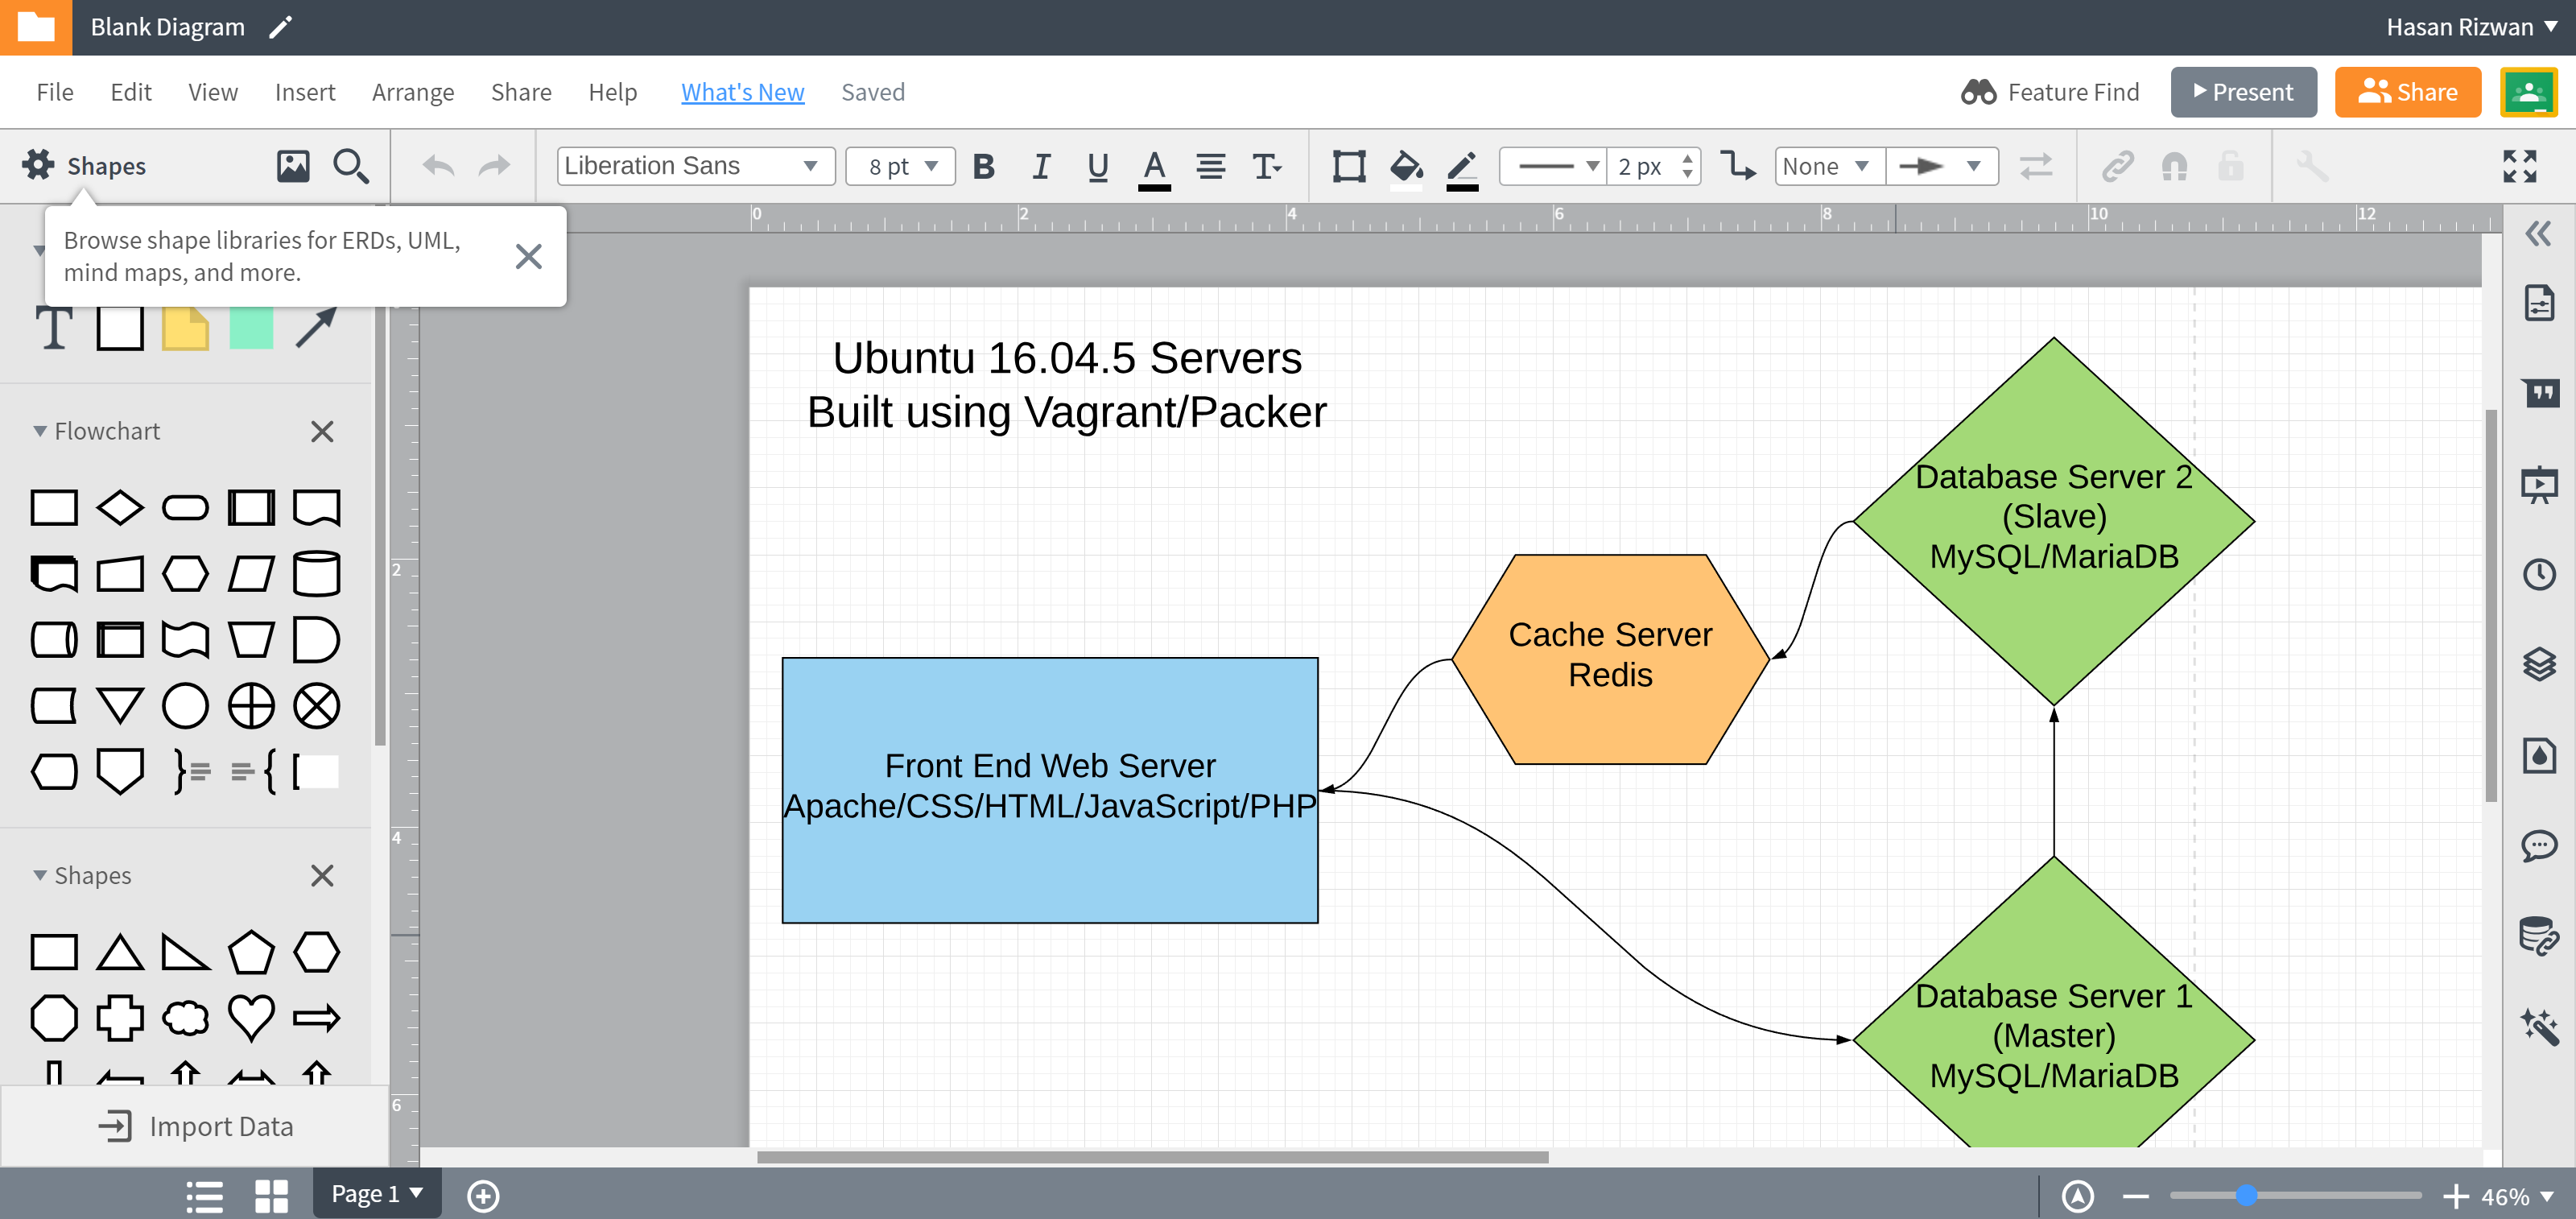 Blank Diagram
Hasan Rizwan
File Edit View Insert Arrange Share Help What's New Saved
Feature Find Present Share
Shapes
Liberation Sans 8 pt B I U A T 2 px None
Browse shape libraries for ERDs, UML,
mind maps, and more.
0 2 4 6 8 10 12
2
4
6
T
Flowchart
Shapes
Import Data
Ubuntu 16.04.5 Servers
Built using Vagrant/Packer
Database Server 2
(Slave)
MySQL/MariaDB
Cache Server
Redis
Front End Web Server
Apache/CSS/HTML/JavaScript/PHP
Database Server 1
(Master)
MySQL/MariaDB
Page 1
46%